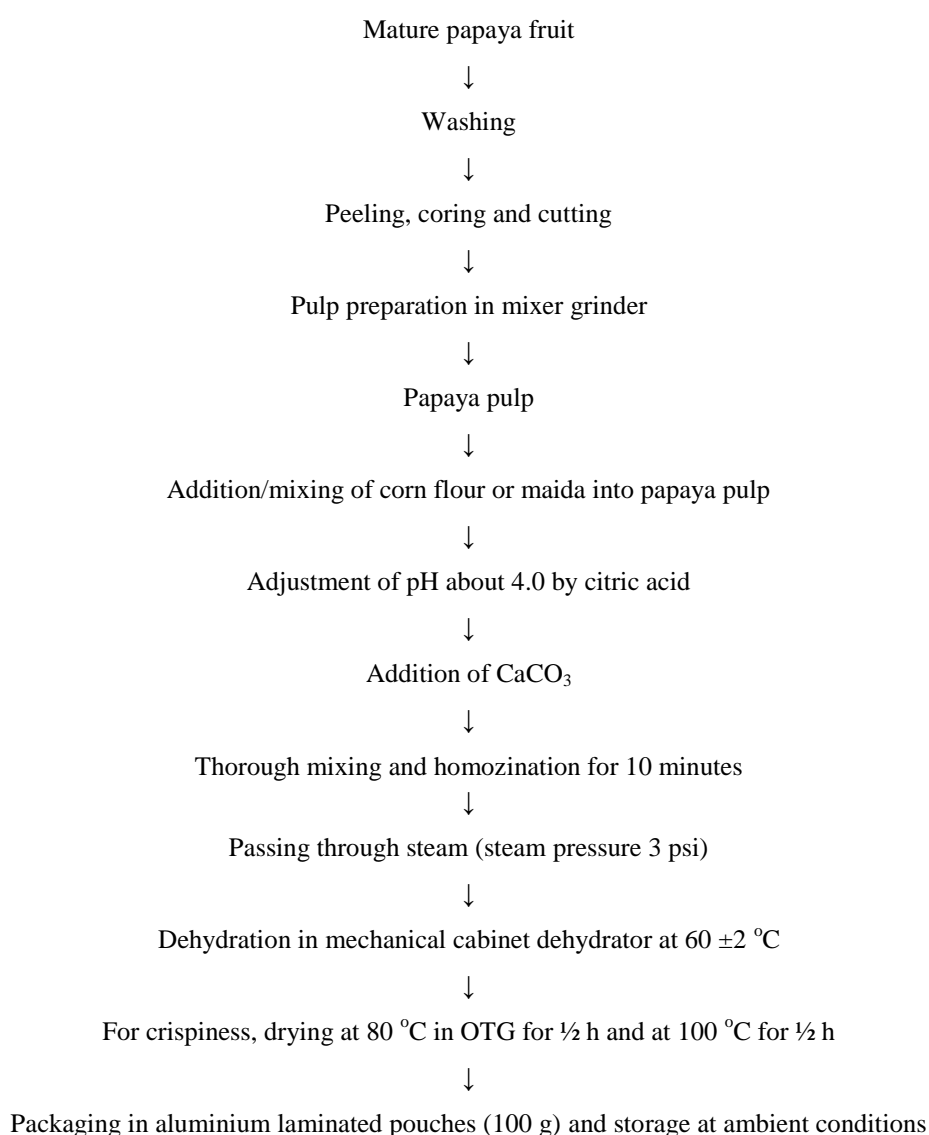 Mature papaya fruit
↓
Washing
↓
Peeling, coring and cutting
↓
Pulp preparation in mixer grinder
↓
Papaya pulp
↓
Addition/mixing of corn flour or maida into papaya pulp
↓
Adjustment of pH about 4.0 by citric acid
↓
Addition of CaCO₃
↓
Thorough mixing and homozination for 10 minutes
↓
Passing through steam (steam pressure 3 psi)
↓
Dehydration in mechanical cabinet dehydrator at 60 ±2 °C
↓
For crispiness, drying at 80 °C in OTG for ½ h and at 100 °C for ½ h
↓
Packaging in aluminium laminated pouches (100 g) and storage at ambient conditions